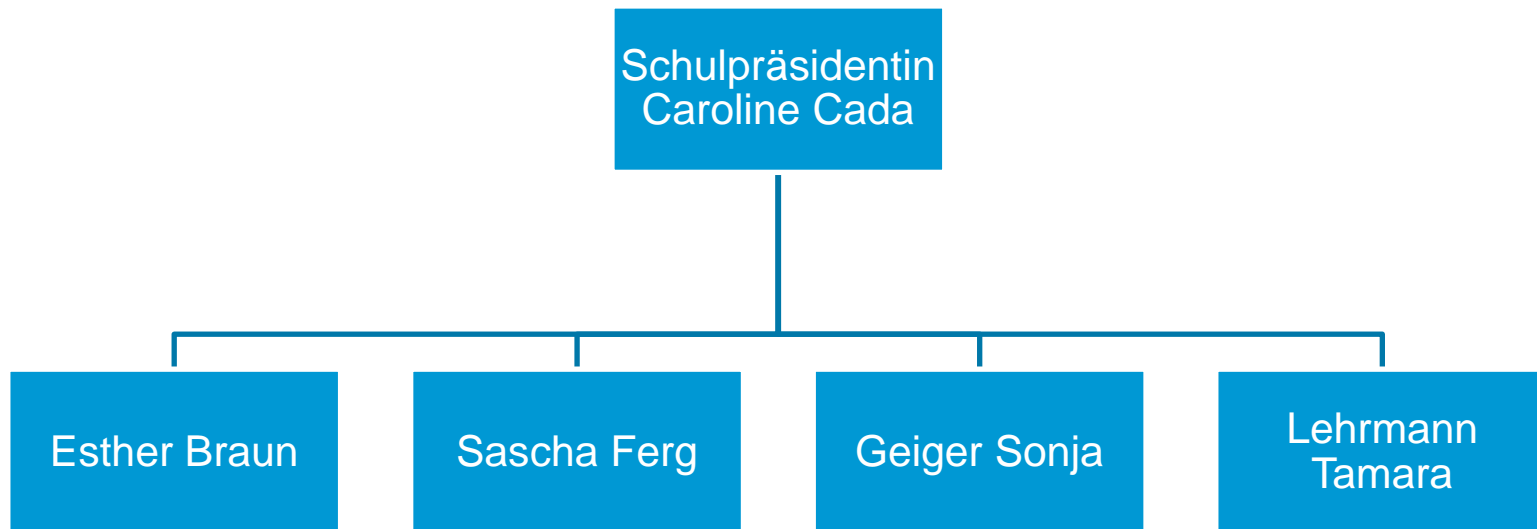 Schulpräsidentin
Caroline Cada
Esther Braun
Sascha Ferg
Geiger Sonja
Lehrmann
Tamara